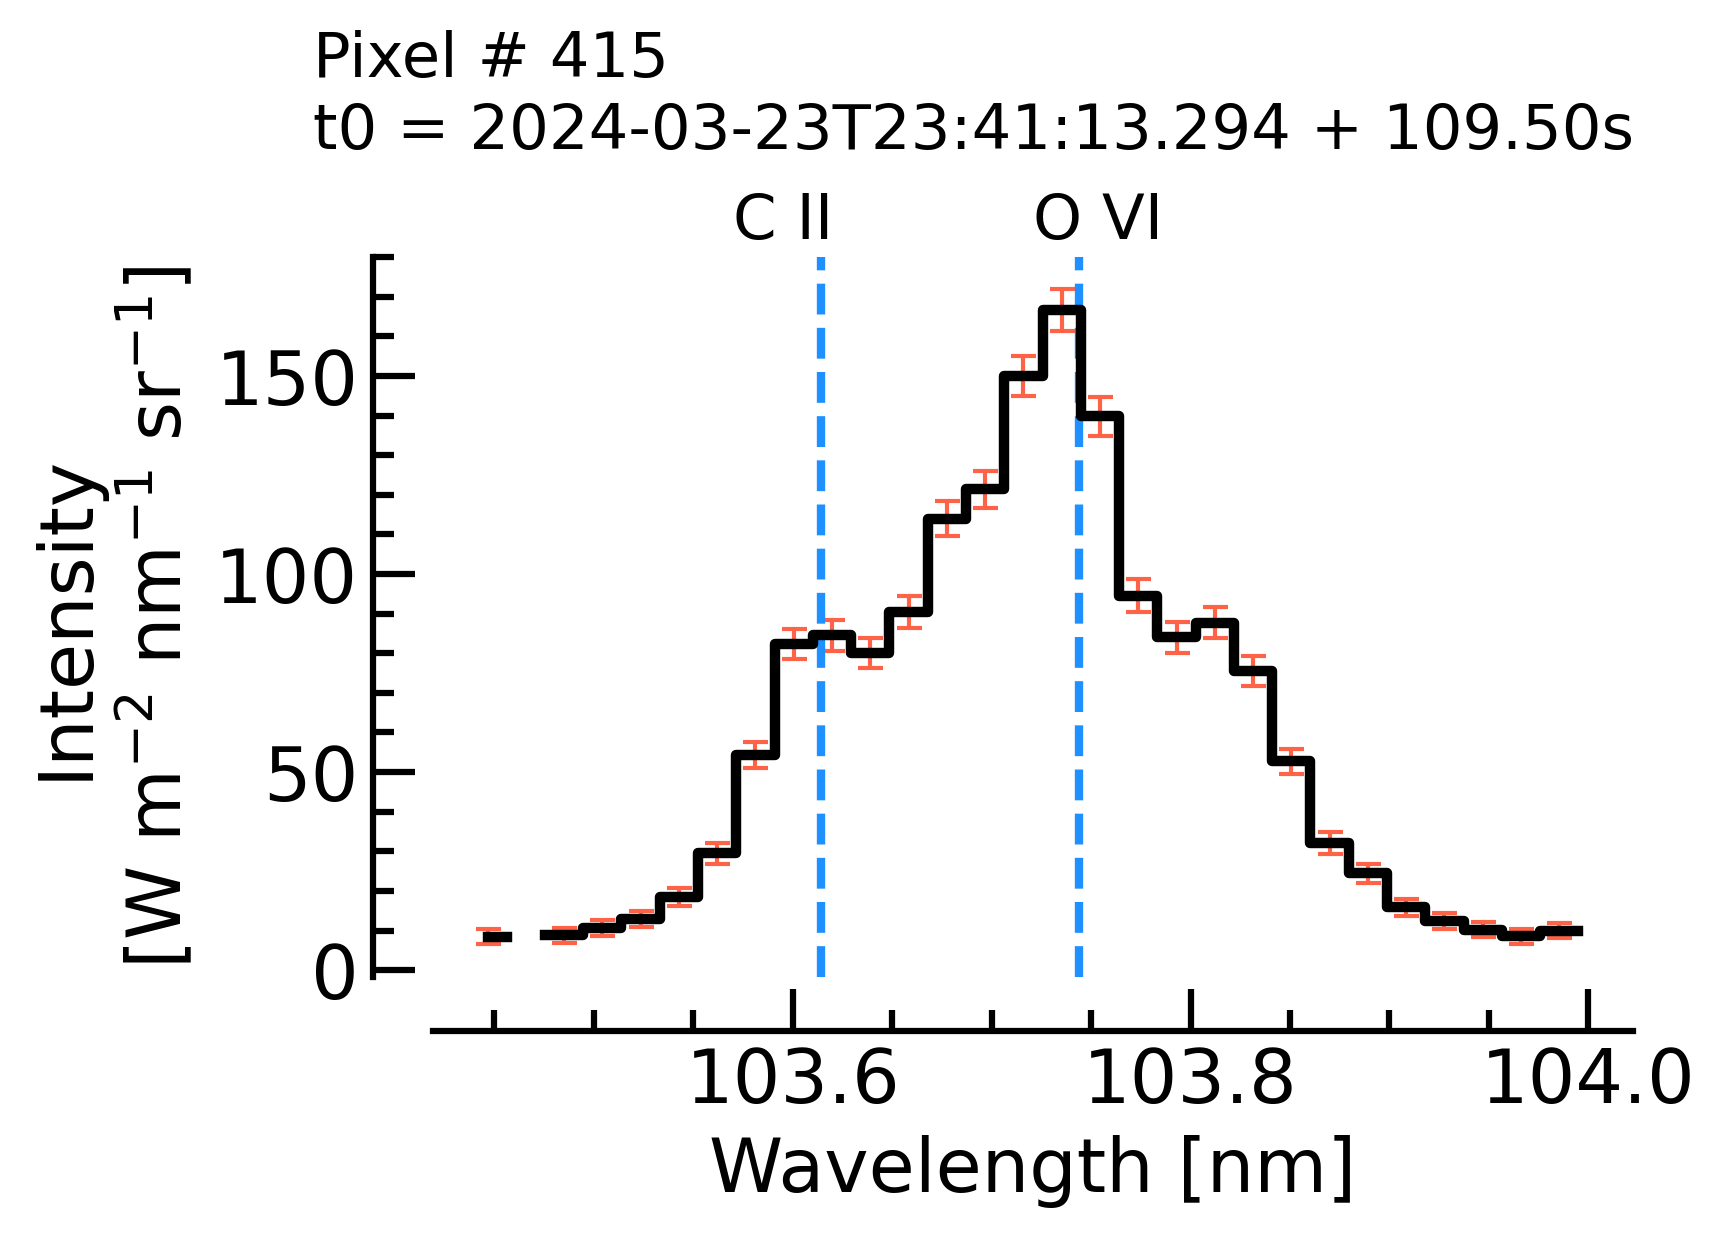 Pixel # 415
t0 = 2024-03-23T23:41:13.294 + 109.50s
C II O VI
Intensity
[W m⁻² nm⁻¹ sr⁻¹]
150
100
50
0
103.6 103.8 104.0
Wavelength [nm]